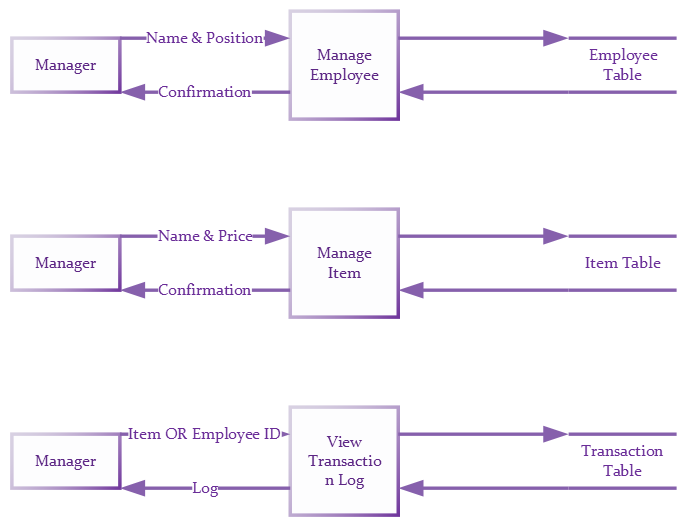 Name & Position
Manager
Manage
Employee
Employee
Table
Confirmation
Name & Price
Manager
Manage
Item
Item Table
Confirmation
Item OR Employee ID
Manager
View
Transactio
n Log
Transaction
Table
Log